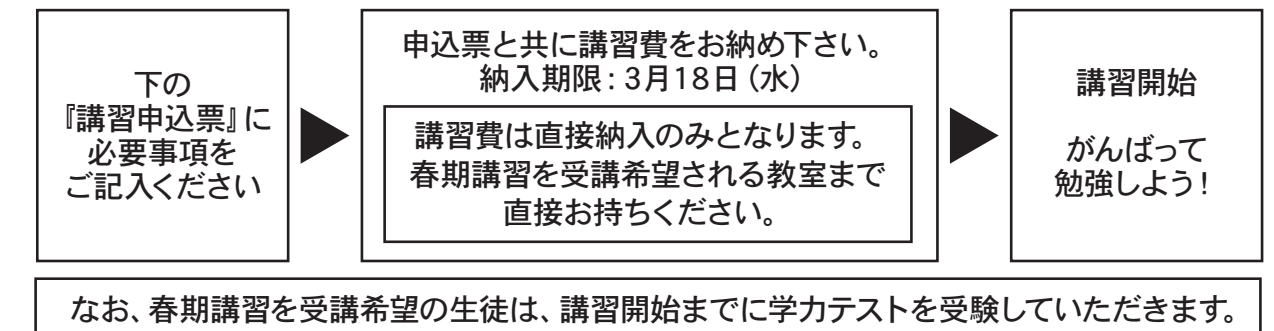 下の
『講習申込票』に
必要事項を
ご記入ください
申込票と共に講習費をお納め下さい。
納入期限：3月18日（水）
講習費は直接納入のみとなります。
春期講習を受講希望される教室まで
直接お持ちください。
講習開始
がんばって
勉強しよう！
なお、春期講習を受講希望の生徒は、講習開始までに学力テストを受験していただきます。